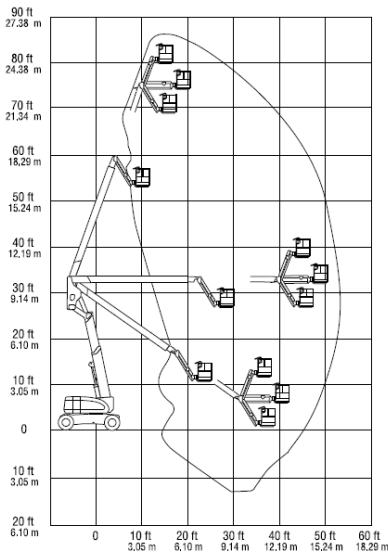 90 ft
27.38 m
80 ft
24.38 m
70 ft
21,34 m
60 ft
18,29 m
50 ft
15.24 m
40 ft
12,19 m
30 ft
9.14 m
20 ft
6.10 m
10 ft
3.05 m
0
10 ft
3,05 m
20 ft
6.10 m
0 10 ft 20 ft 30 ft 40 ft 50 ft 60 ft
3,05 m 6,10 m 9.14 m 12.19 m 15,24 m 18,29 m